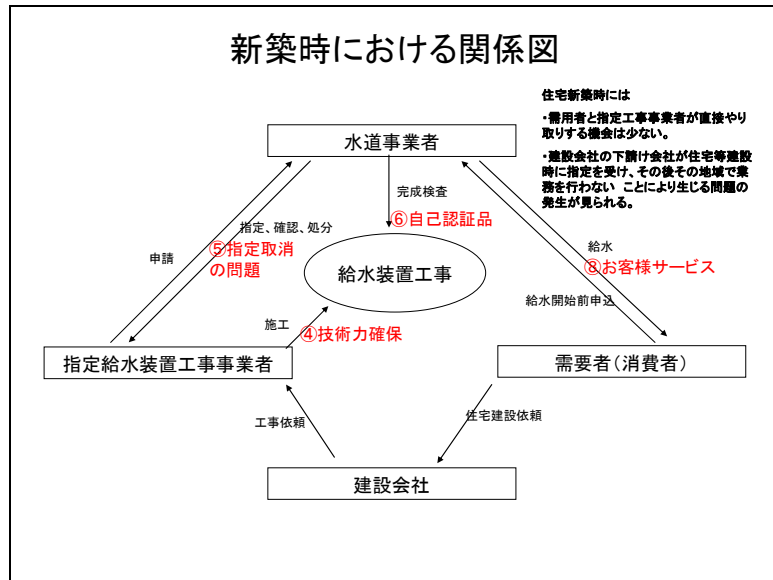 新築時における関係図
住宅新築時には
・需用者と指定工事事業者が直接やり
取りする機会は少ない。
・建設会社の下請け会社が住宅等建設
時に指定を受け、その後その地域で業
務を行わない ことにより生じる問題の
発生が見られる。
水道事業者
完成検査
⑥自己認証品
指定、確認、処分
⑤指定取消
の問題
申請
給水
⑧お客様サービス
給水装置工事
給水開始前申込
施工
④技術力確保
指定給水装置工事事業者
需要者（消費者）
工事依頼
住宅建設依頼
建設会社